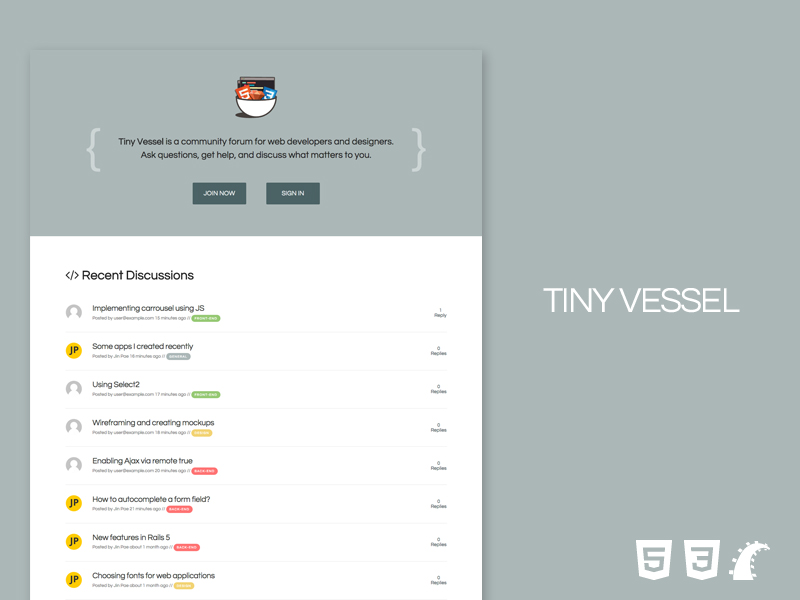 { Tiny Vessel is a community forum for web developers and designers. }
Ask questions, get help, and discuss what matters to you.
JOIN NOW
SIGN IN
</> Recent Discussions
Implementing carrousel using JS
Posted by user@example.com 15 minutes ago // FRONT-END
1
Reply
JP
Some apps I created recently
Posted by Jin Pae 16 minutes ago // GENERAL
0
Replies
Using Select2
Posted by user@example.com 17 minutes ago // FRONT-END
0
Replies
Wireframing and creating mockups
Posted by user@example.com 18 minutes ago // DESIGN
0
Replies
Enabling Ajax via remote true
Posted by user@example.com 20 minutes ago // BACK-END
0
Replies
JP
How to autocomplete a form field?
Posted by Jin Pae 21 minutes ago // BACK-END
0
Replies
JP
New features in Rails 5
Posted by Jin Pae about 1 month ago // BACK-END
0
Replies
JP
Choosing fonts for web applications
Posted by Jin Pae about 1 month ago // DESIGN
0
Replies
TINY VESSEL
5
3